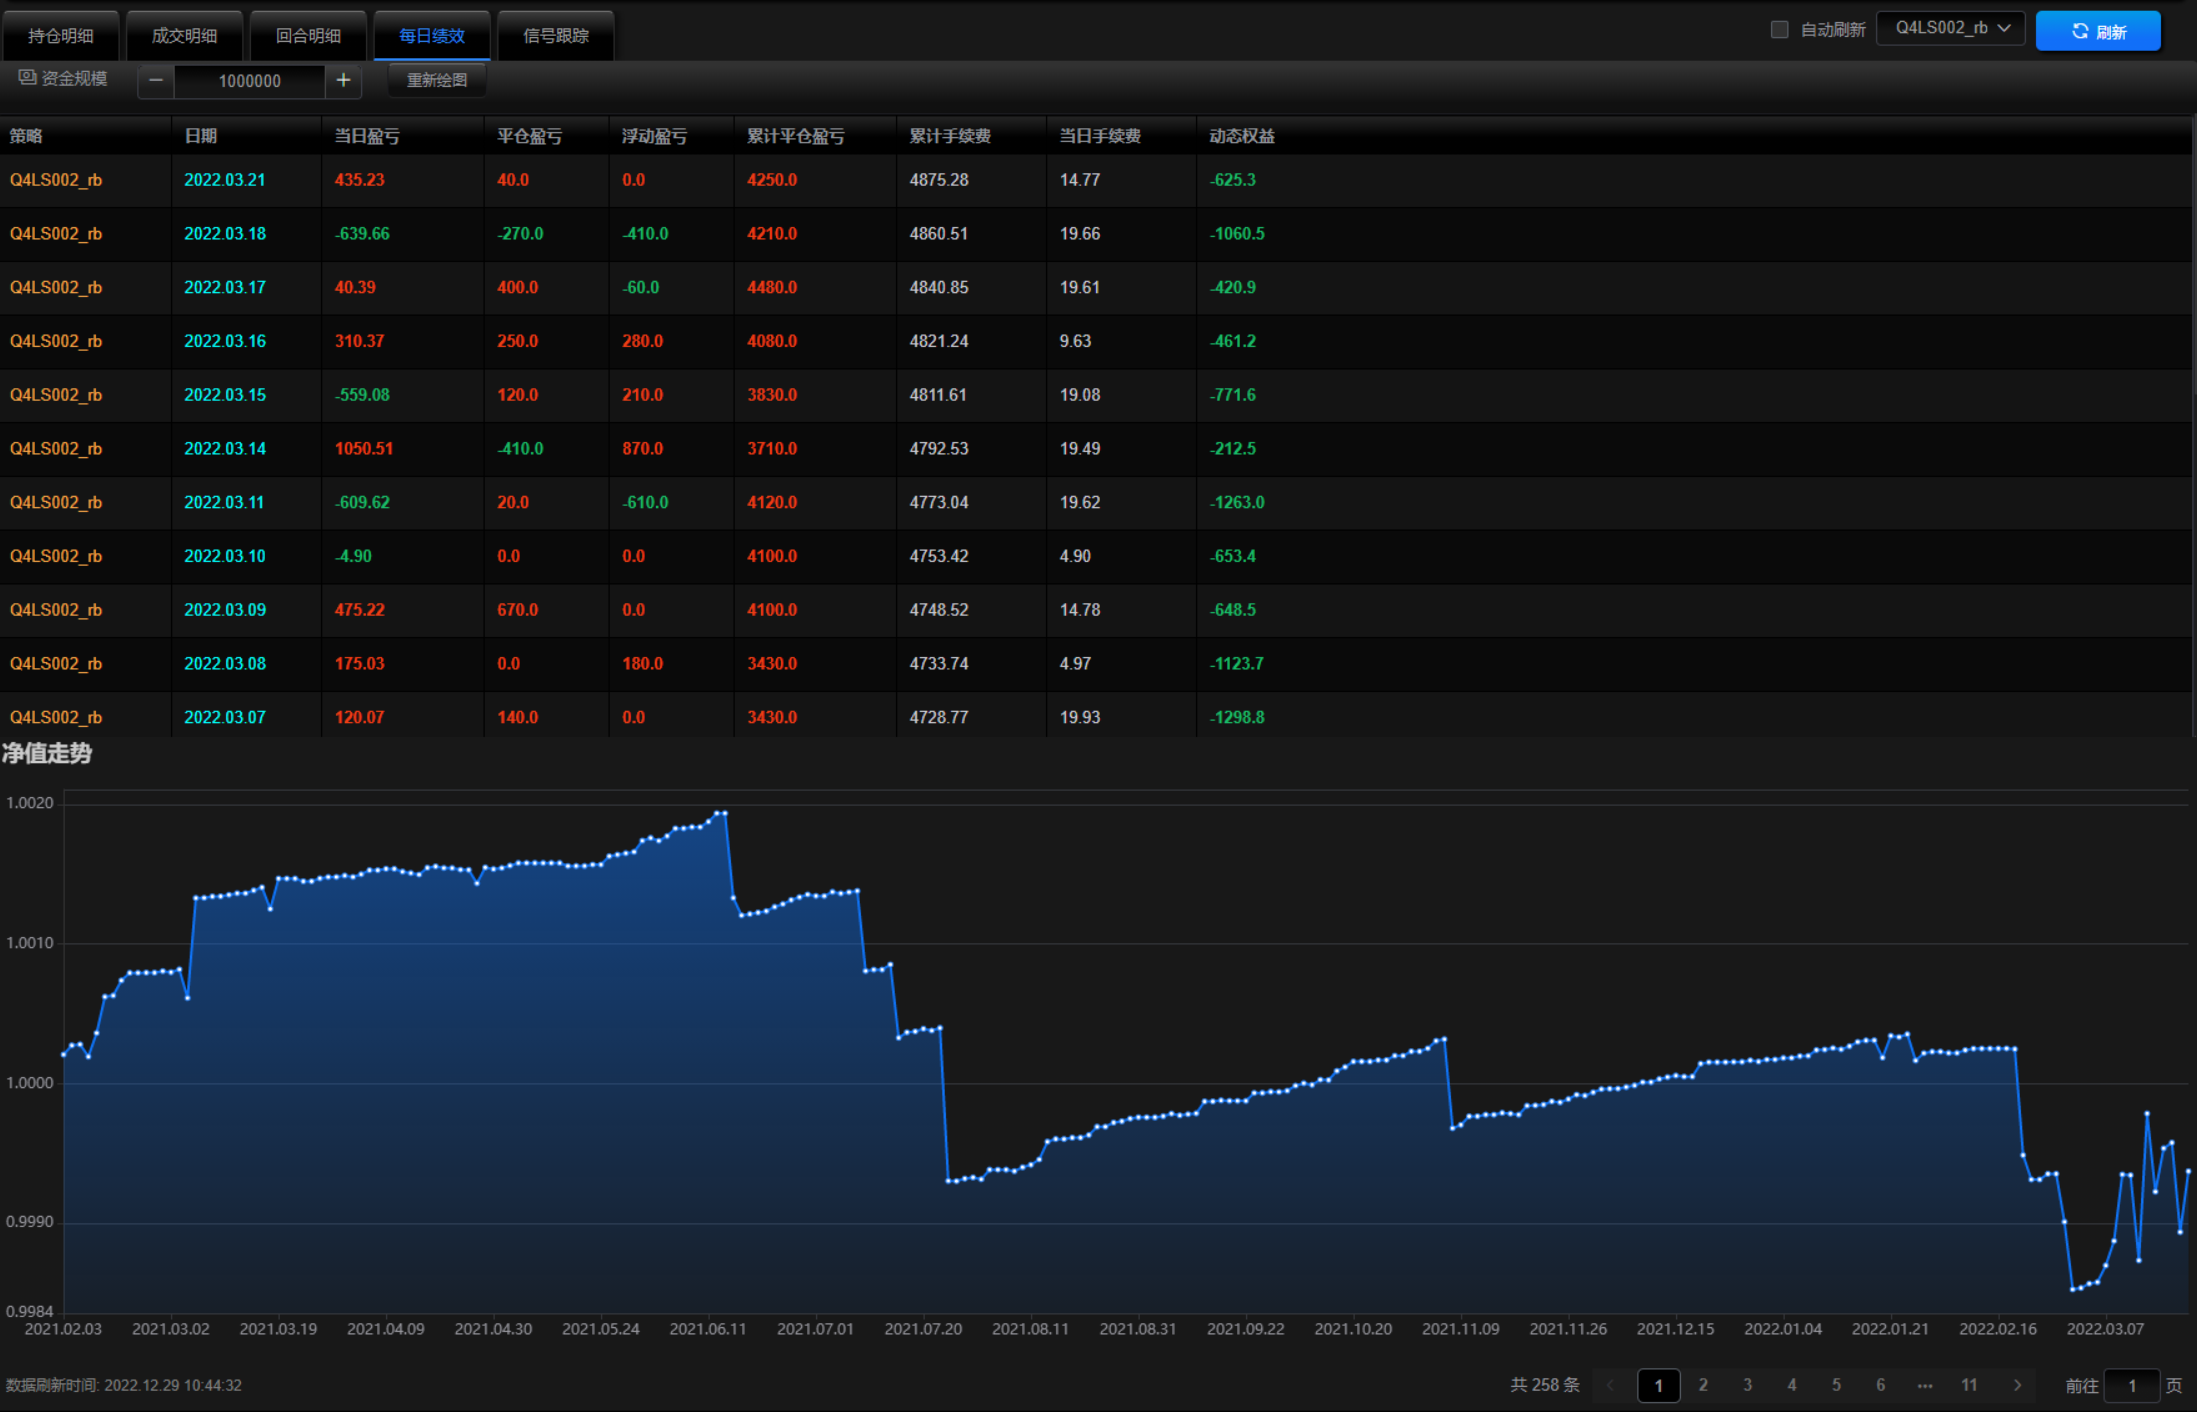 持仓明细 成交明细 回合明细 每日绩效 信号跟踪 自动刷新 Q4LS002_rb 刷新
资金规模 − 1000000 + 重新绘图
策略 日期 当日盈亏 平仓盈亏 浮动盈亏 累计平仓盈亏 累计手续费 当日手续费 动态权益
Q4LS002_rb 2022.03.21 435.23 40.0 0.0 4250.0 4875.28 14.77 -625.3
Q4LS002_rb 2022.03.18 -639.66 -270.0 -410.0 4210.0 4860.51 19.66 -1060.5
Q4LS002_rb 2022.03.17 40.39 400.0 -60.0 4480.0 4840.85 19.61 -420.9
Q4LS002_rb 2022.03.16 310.37 250.0 280.0 4080.0 4821.24 9.63 -461.2
Q4LS002_rb 2022.03.15 -559.08 120.0 210.0 3830.0 4811.61 19.08 -771.6
Q4LS002_rb 2022.03.14 1050.51 -410.0 870.0 3710.0 4792.53 19.49 -212.5
Q4LS002_rb 2022.03.11 -609.62 20.0 -610.0 4120.0 4773.04 19.62 -1263.0
Q4LS002_rb 2022.03.10 -4.90 0.0 0.0 4100.0 4753.42 4.90 -653.4
Q4LS002_rb 2022.03.09 475.22 670.0 0.0 4100.0 4748.52 14.78 -648.5
Q4LS002_rb 2022.03.08 175.03 0.0 180.0 3430.0 4733.74 4.97 -1123.7
Q4LS002_rb 2022.03.07 120.07 140.0 0.0 3430.0 4728.77 19.93 -1298.8
净值走势
1.0020
1.0010
1.0000
0.9990
0.9984
2021.02.03 2021.03.02 2021.03.19 2021.04.09 2021.04.30 2021.05.24 2021.06.11 2021.07.01 2021.07.20 2021.08.11 2021.08.31 2021.09.22 2021.10.20 2021.11.09 2021.11.26 2021.12.15 2022.01.04 2022.01.21 2022.02.16 2022.03.07
数据刷新时间: 2022.12.29 10:44:32 共 258 条 < 1 2 3 4 5 6 ... 11 > 前往 1 页